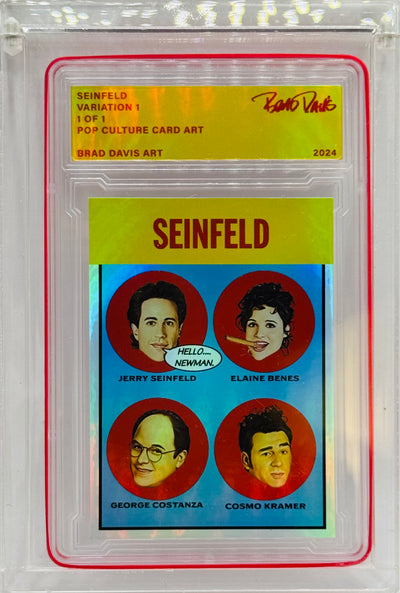 SEINFELD
VARIATION 1
1 OF 1
POP CULTURE CARD ART
BRAD DAVIS ART
Brad Davis
2024
SEINFELD
HELLO....
NEWMAN.
JERRY SEINFELD
ELAINE BENES
GEORGE COSTANZA
COSMO KRAMER